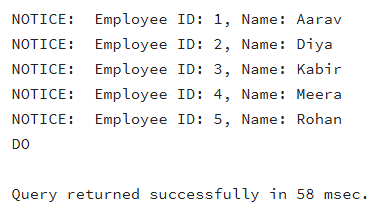 NOTICE:  Employee ID: 1, Name: Aarav
NOTICE:  Employee ID: 2, Name: Diya
NOTICE:  Employee ID: 3, Name: Kabir
NOTICE:  Employee ID: 4, Name: Meera
NOTICE:  Employee ID: 5, Name: Rohan
DO
Query returned successfully in 58 msec.